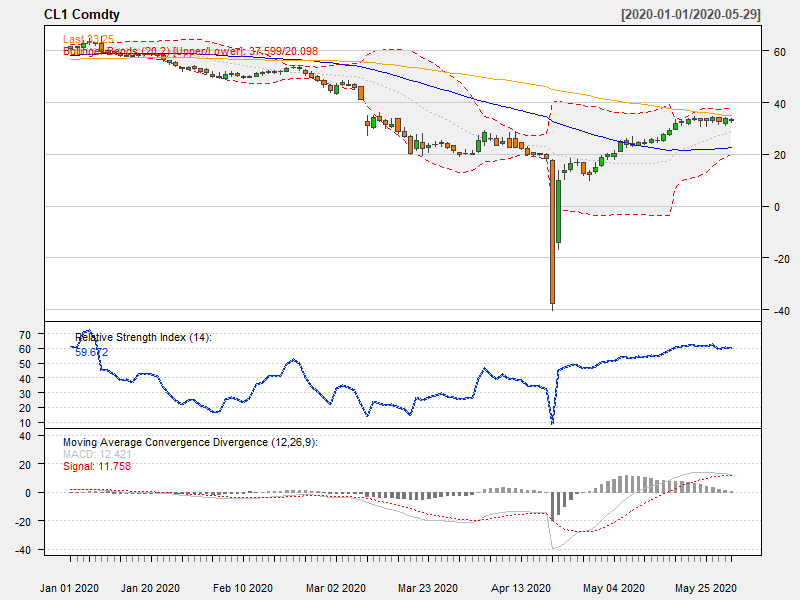 CL1 Comdty [2020-01-01/2020-05-29]
Last 33.25
Bollinger Bands (20,2) [Upper/Lower]: 37.599/20.098
60
40
20
0
-20
-40
Relative Strength Index (14):
59.672
70
60
50
40
30
20
10
Moving Average Convergence Divergence (12,26,9):
MACD: 12.421
Signal: 11.758
40
20
0
-20
-40
Jan 01 2020 Jan 20 2020 Feb 10 2020 Mar 02 2020 Mar 23 2020 Apr 13 2020 May 04 2020 May 25 2020